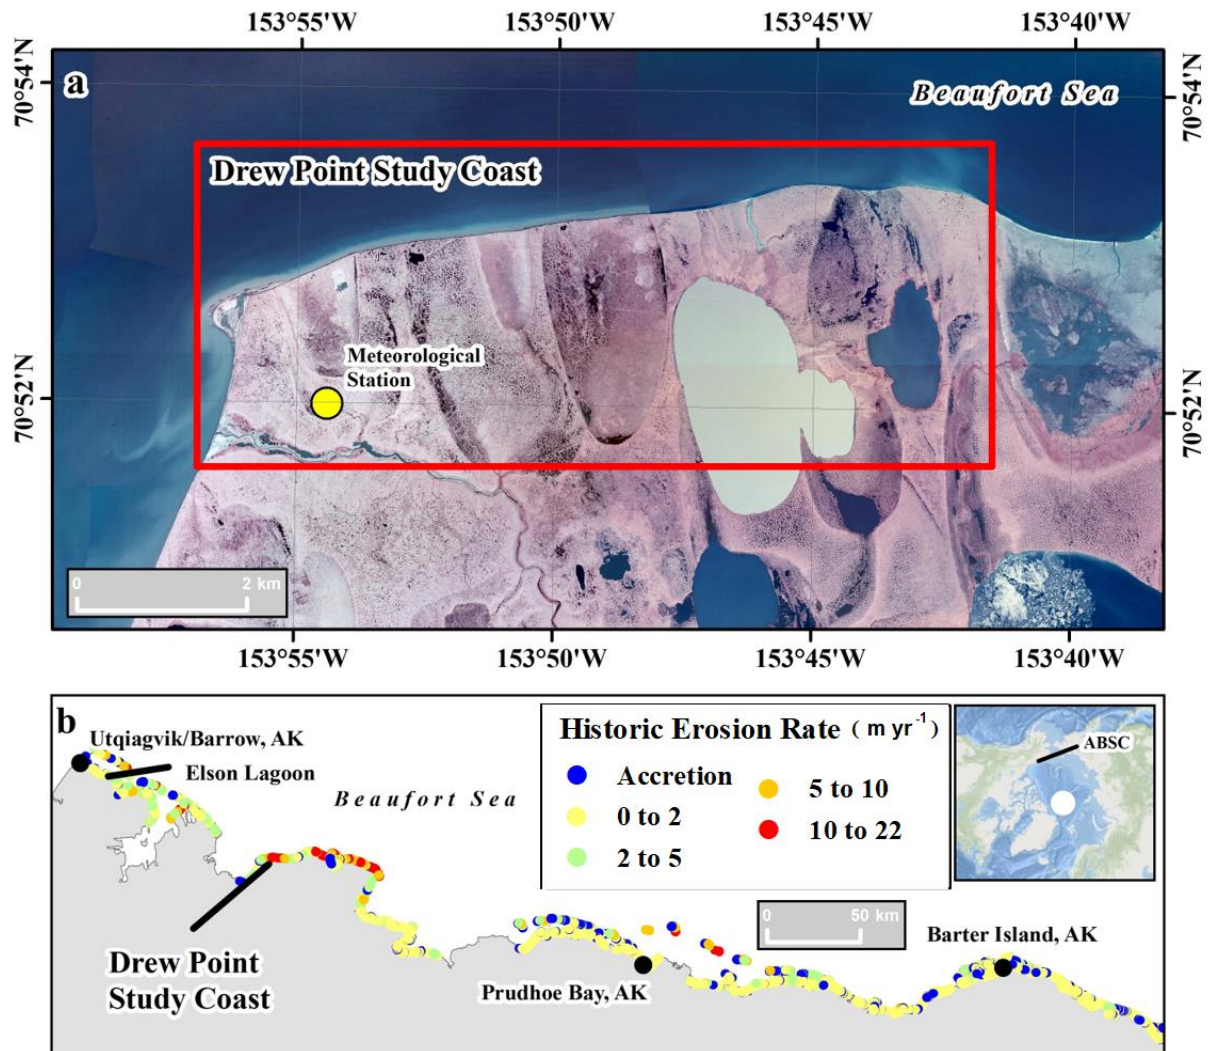 153°55'W 153°50'W 153°45'W 153°40'W
a
70°54'N
70°54'N
Beaufort Sea
Drew Point Study Coast
Meteorological
Station
70°52'N
70°52'N
0 2 km
153°55'W 153°50'W 153°45'W 153°40'W
b
Utqiagvik/Barrow, AK
Elson Lagoon
Beaufort Sea
Historic Erosion Rate ( m yr⁻¹)
Accretion
0 to 2
2 to 5
5 to 10
10 to 22
ABSC
0 50 km
Drew Point
Study Coast
Prudhoe Bay, AK
Barter Island, AK